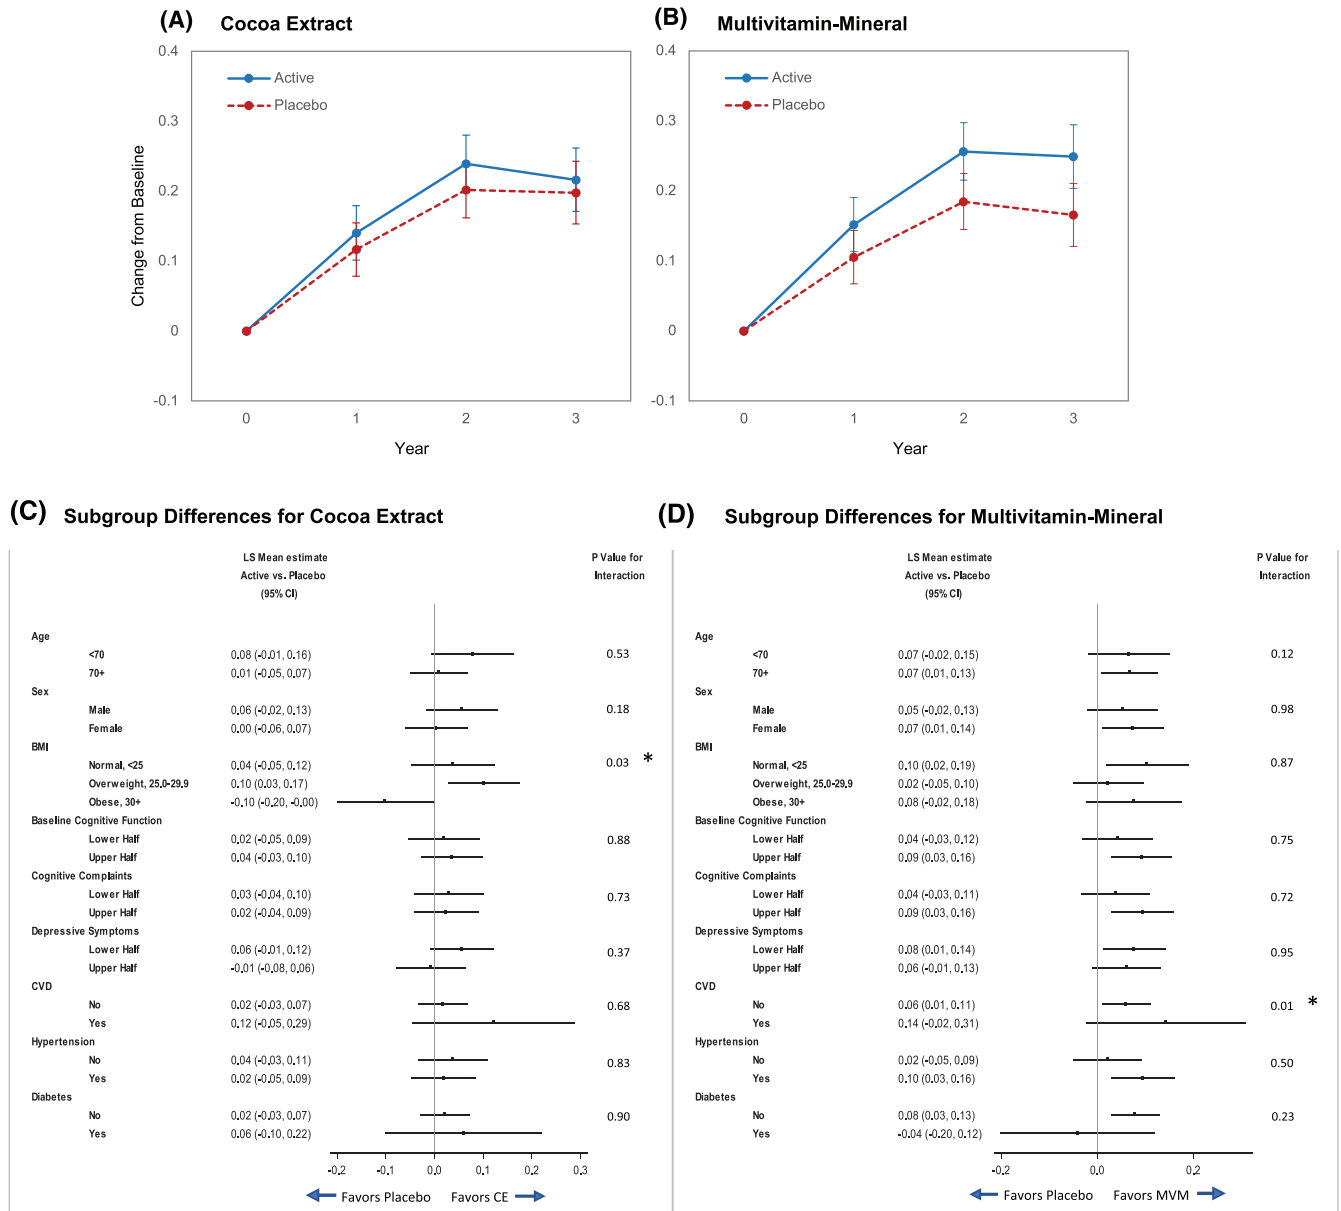 (A) Cocoa Extract
0.4
0.3
0.2
0.1
0
-0.1
Change from Baseline
Active
Placebo
0 1 2 3
Year
(B) Multivitamin-Mineral
0.4
0.3
0.2
0.1
0
-0.1
Active
Placebo
0 1 2 3
Year
(C) Subgroup Differences for Cocoa Extract
LS Mean estimate P Value for
Active vs. Placebo Interaction
(95% CI)
Age
<70 0.08 (-0.01, 0.16) 0.53
70+ 0.01 (-0.05, 0.07)
Sex
Male 0.06 (-0.02, 0.13) 0.18
Female 0.00 (-0.06, 0.07)
BMI
Normal, <25 0.04 (-0.05, 0.12) 0.03 *
Overweight, 25.0-29.9 0.10 (0.03, 0.17)
Obese, 30+ -0.10 (-0.20, -0.00)
Baseline Cognitive Function
Lower Half 0.02 (-0.05, 0.09) 0.88
Upper Half 0.04 (-0.03, 0.10)
Cognitive Complaints
Lower Half 0.03 (-0.04, 0.10) 0.73
Upper Half 0.02 (-0.04, 0.09)
Depressive Symptoms
Lower Half 0.06 (-0.01, 0.12) 0.37
Upper Half -0.01 (-0.08, 0.06)
CVD
No 0.02 (-0.03, 0.07) 0.68
Yes 0.12 (-0.05, 0.29)
Hypertension
No 0.04 (-0.03, 0.11) 0.83
Yes 0.02 (-0.05, 0.09)
Diabetes
No 0.02 (-0.03, 0.07) 0.90
Yes 0.06 (-0.10, 0.22)
-0.2 -0.1 0.0 0.1 0.2 0.3
Favors Placebo Favors CE
(D) Subgroup Differences for Multivitamin-Mineral
LS Mean estimate P Value for
Active vs. Placebo Interaction
(95% CI)
Age
<70 0.07 (-0.02, 0.15) 0.12
70+ 0.07 (0.01, 0.13)
Sex
Male 0.05 (-0.02, 0.13) 0.98
Female 0.07 (0.01, 0.14)
BMI
Normal, <25 0.10 (0.02, 0.19) 0.87
Overweight, 25.0-29.9 0.02 (-0.05, 0.10)
Obese, 30+ 0.08 (-0.02, 0.18)
Baseline Cognitive Function
Lower Half 0.04 (-0.03, 0.12) 0.75
Upper Half 0.09 (0.03, 0.16)
Cognitive Complaints
Lower Half 0.04 (-0.03, 0.11) 0.72
Upper Half 0.09 (0.03, 0.16)
Depressive Symptoms
Lower Half 0.08 (0.01, 0.14) 0.95
Upper Half 0.06 (-0.01, 0.13)
CVD
No 0.06 (0.01, 0.11) 0.01 *
Yes 0.14 (-0.02, 0.31)
Hypertension
No 0.02 (-0.05, 0.09) 0.50
Yes 0.10 (0.03, 0.16)
Diabetes
No 0.08 (0.03, 0.13) 0.23
Yes -0.04 (-0.20, 0.12)
-0.2 0.0 0.2
Favors Placebo Favors MVM